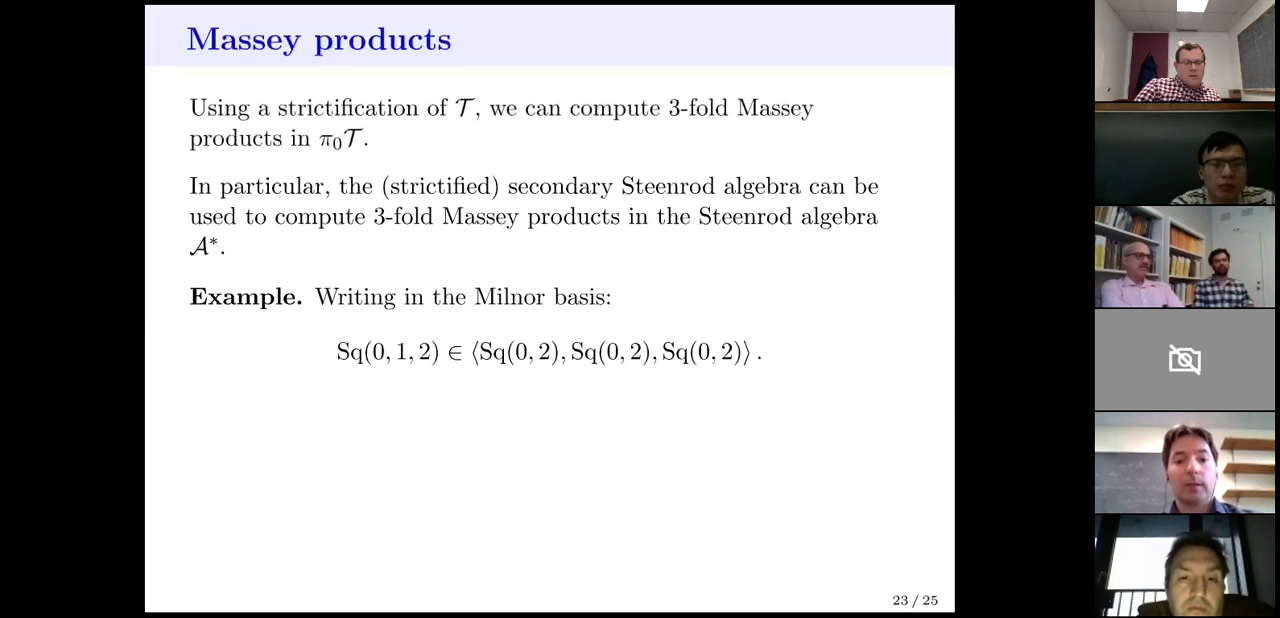 Massey products
Using a strictification of 𝒯, we can compute 3-fold Massey
products in π₀𝒯.
In particular, the (strictified) secondary Steenrod algebra can be
used to compute 3-fold Massey products in the Steenrod algebra
𝒜*.
Example. Writing in the Milnor basis:
Sq(0, 1, 2) ∈ ⟨Sq(0, 2), Sq(0, 2), Sq(0, 2)⟩ .
23 / 25